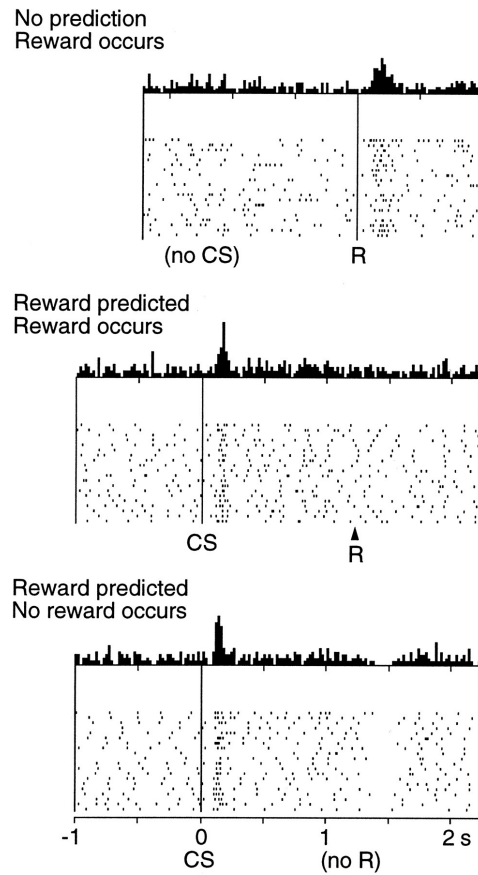 No prediction
Reward occurs
(no CS)
R
Reward predicted
Reward occurs
CS
R
Reward predicted
No reward occurs
-1
0
1
2 s
CS
(no R)